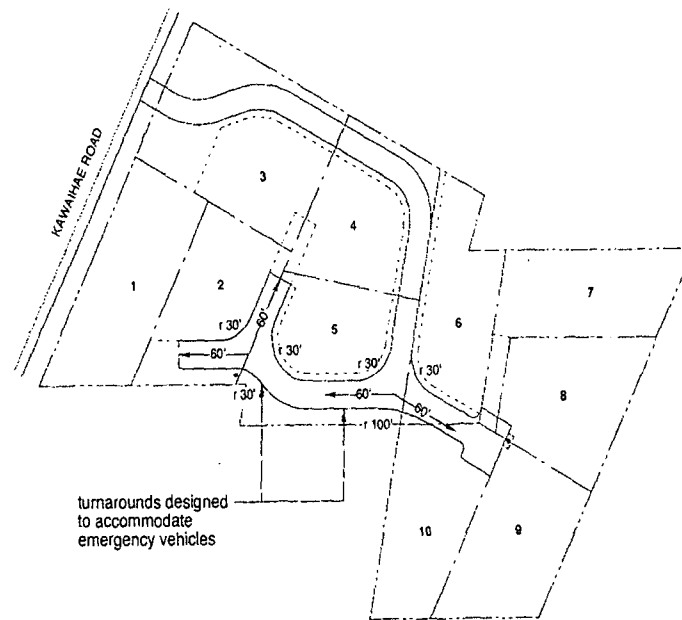 KAWAIHAE ROAD
3
4
1
2
5
6
7
8
9
10
r 30'
60'
60'
r 30'
r 30'
r 30'
r 30'
60'
60'
r 100'
turnarounds designed
to accommodate
emergency vehicles